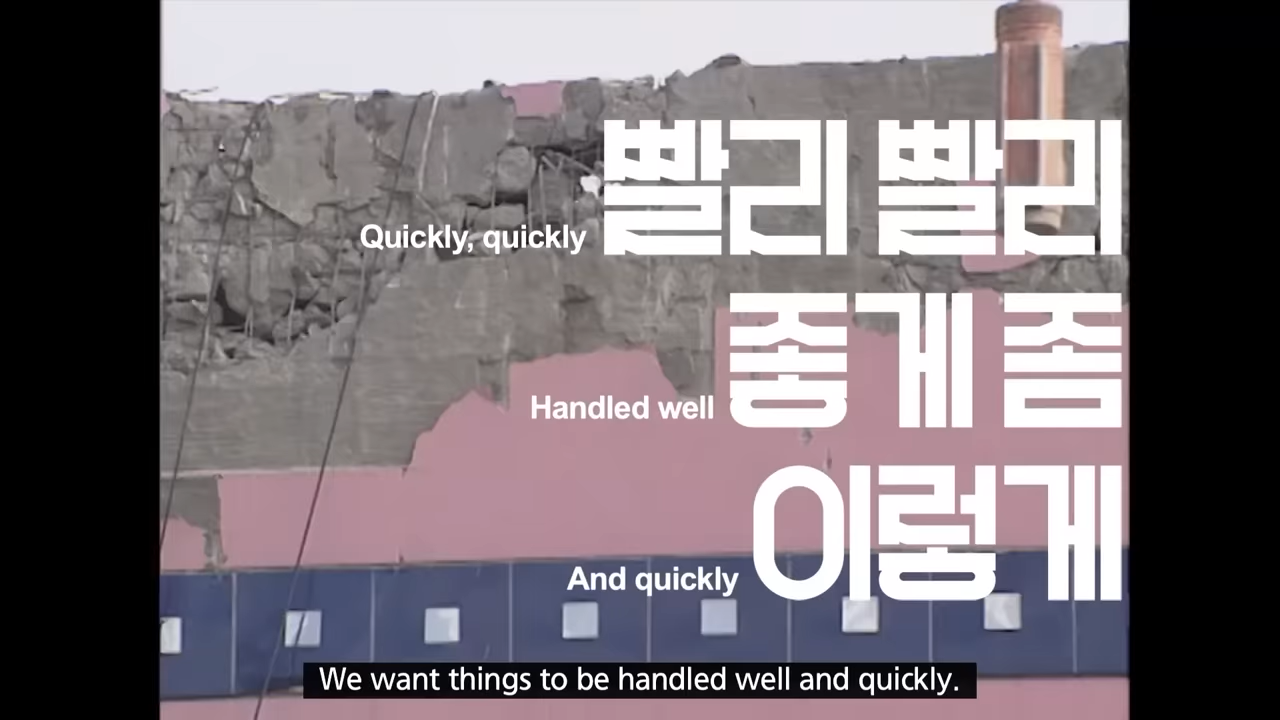 Quickly, quickly 빨리 빨리
Handled well 좋게 좀
And quickly 이렇게
We want things to be handled well and quickly.